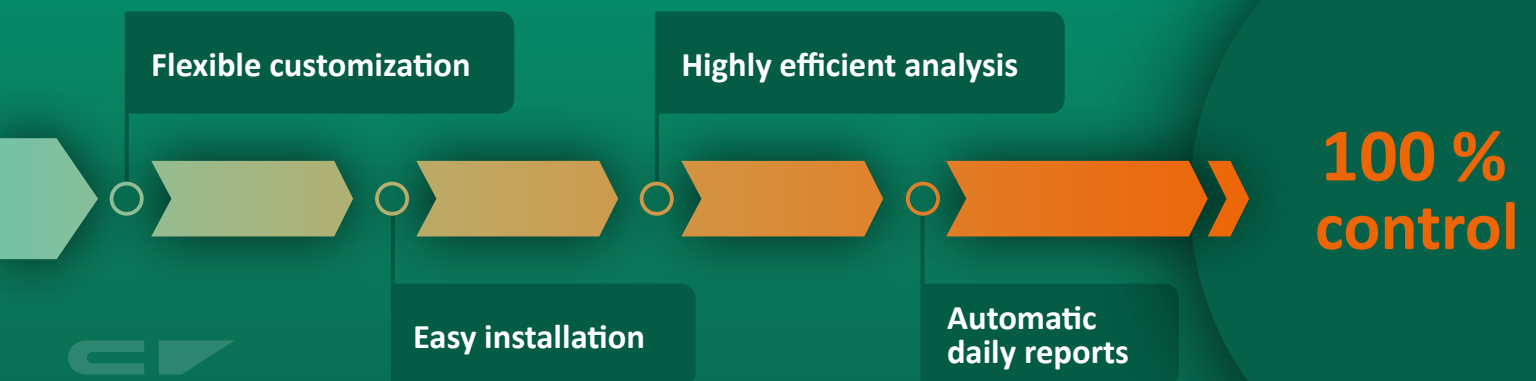 Flexible customization
Easy installation
Highly efficient analysis
Automatic
daily reports
100 %
control